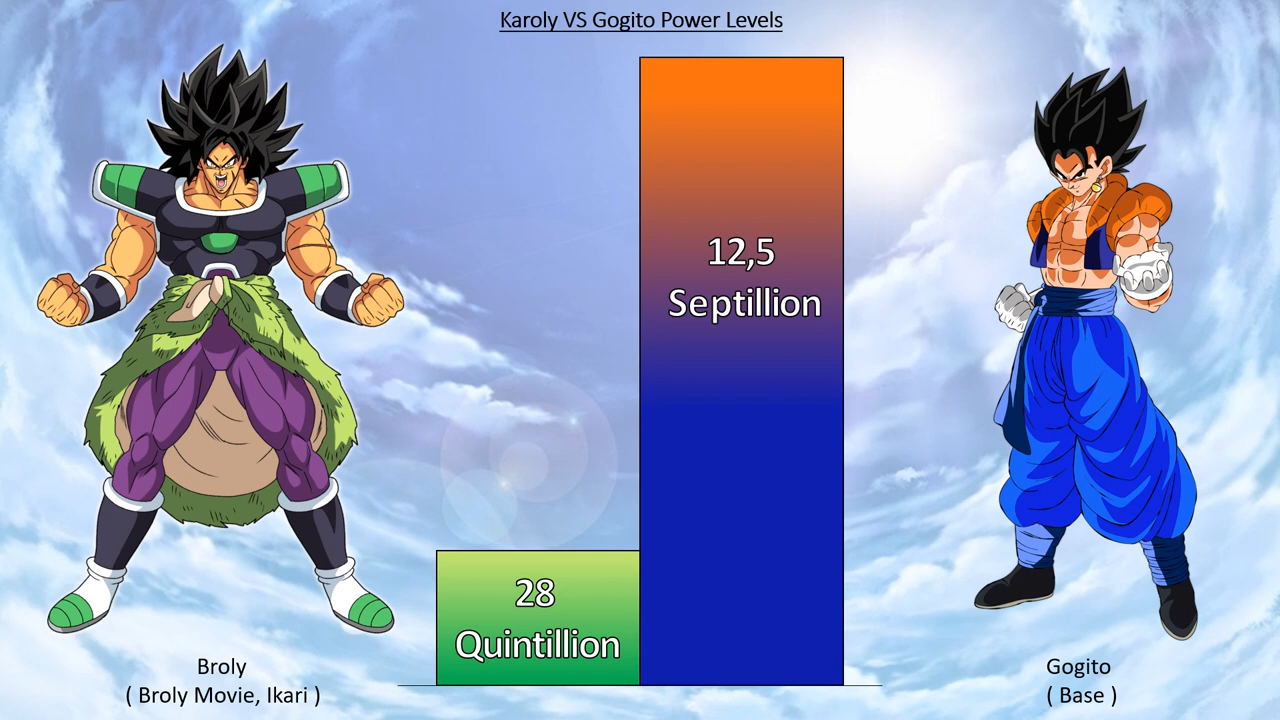 Karoly VS Gogito Power Levels
12,5
Septillion
28
Quintillion
Broly
( Broly Movie, Ikari )
Gogito
( Base )